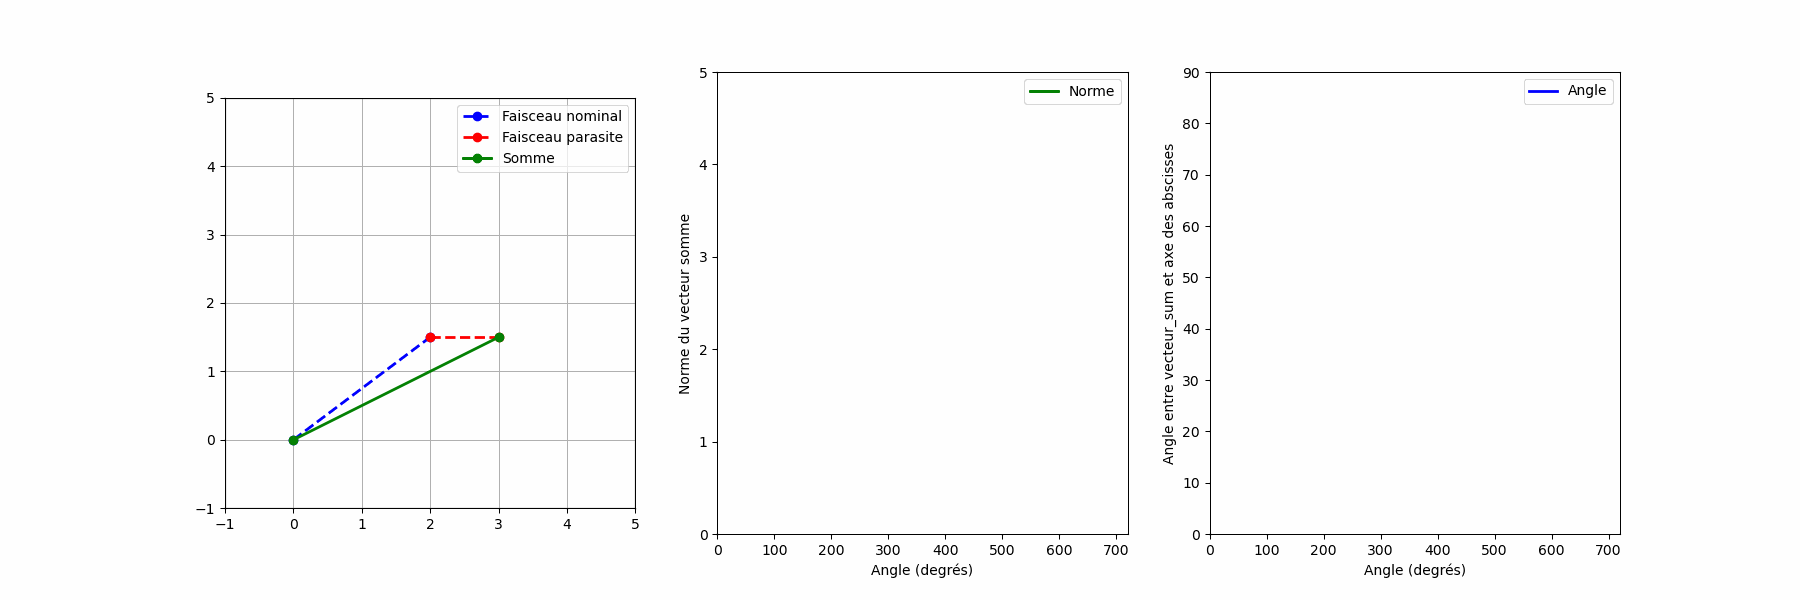 Faisceau nominal
Faisceau parasite
Somme
5
4
3
2
1
0
−1
−1 0 1 2 3 4 5
Norme
Norme du vecteur somme
5
4
3
2
1
0
0 100 200 300 400 500 600 700
Angle (degrés)
Angle
Angle entre vecteur_sum et axe des abscisses
90
80
70
60
50
40
30
20
10
0
0 100 200 300 400 500 600 700
Angle (degrés)